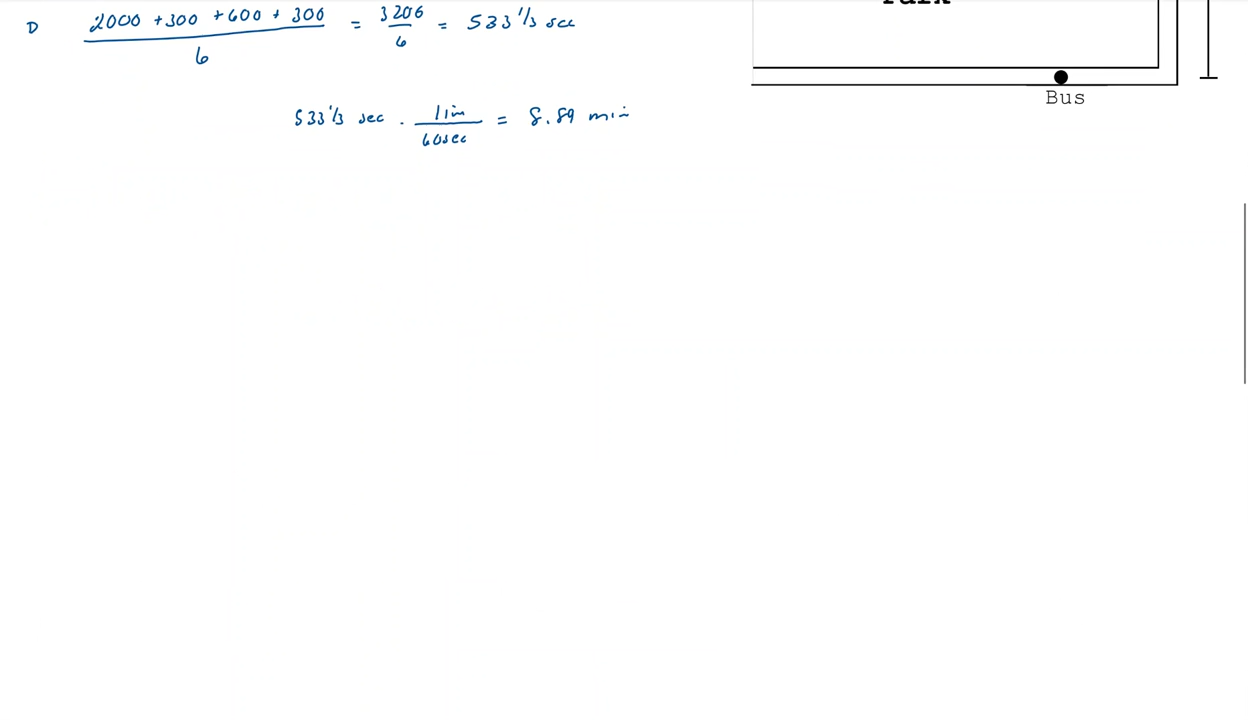 D 2000 + 300 + 600 + 300 / 6 = 3200 / 6 = 533 1/3 sec
533 1/3 sec · 1 min / 60 sec = 8.89 min
Bus